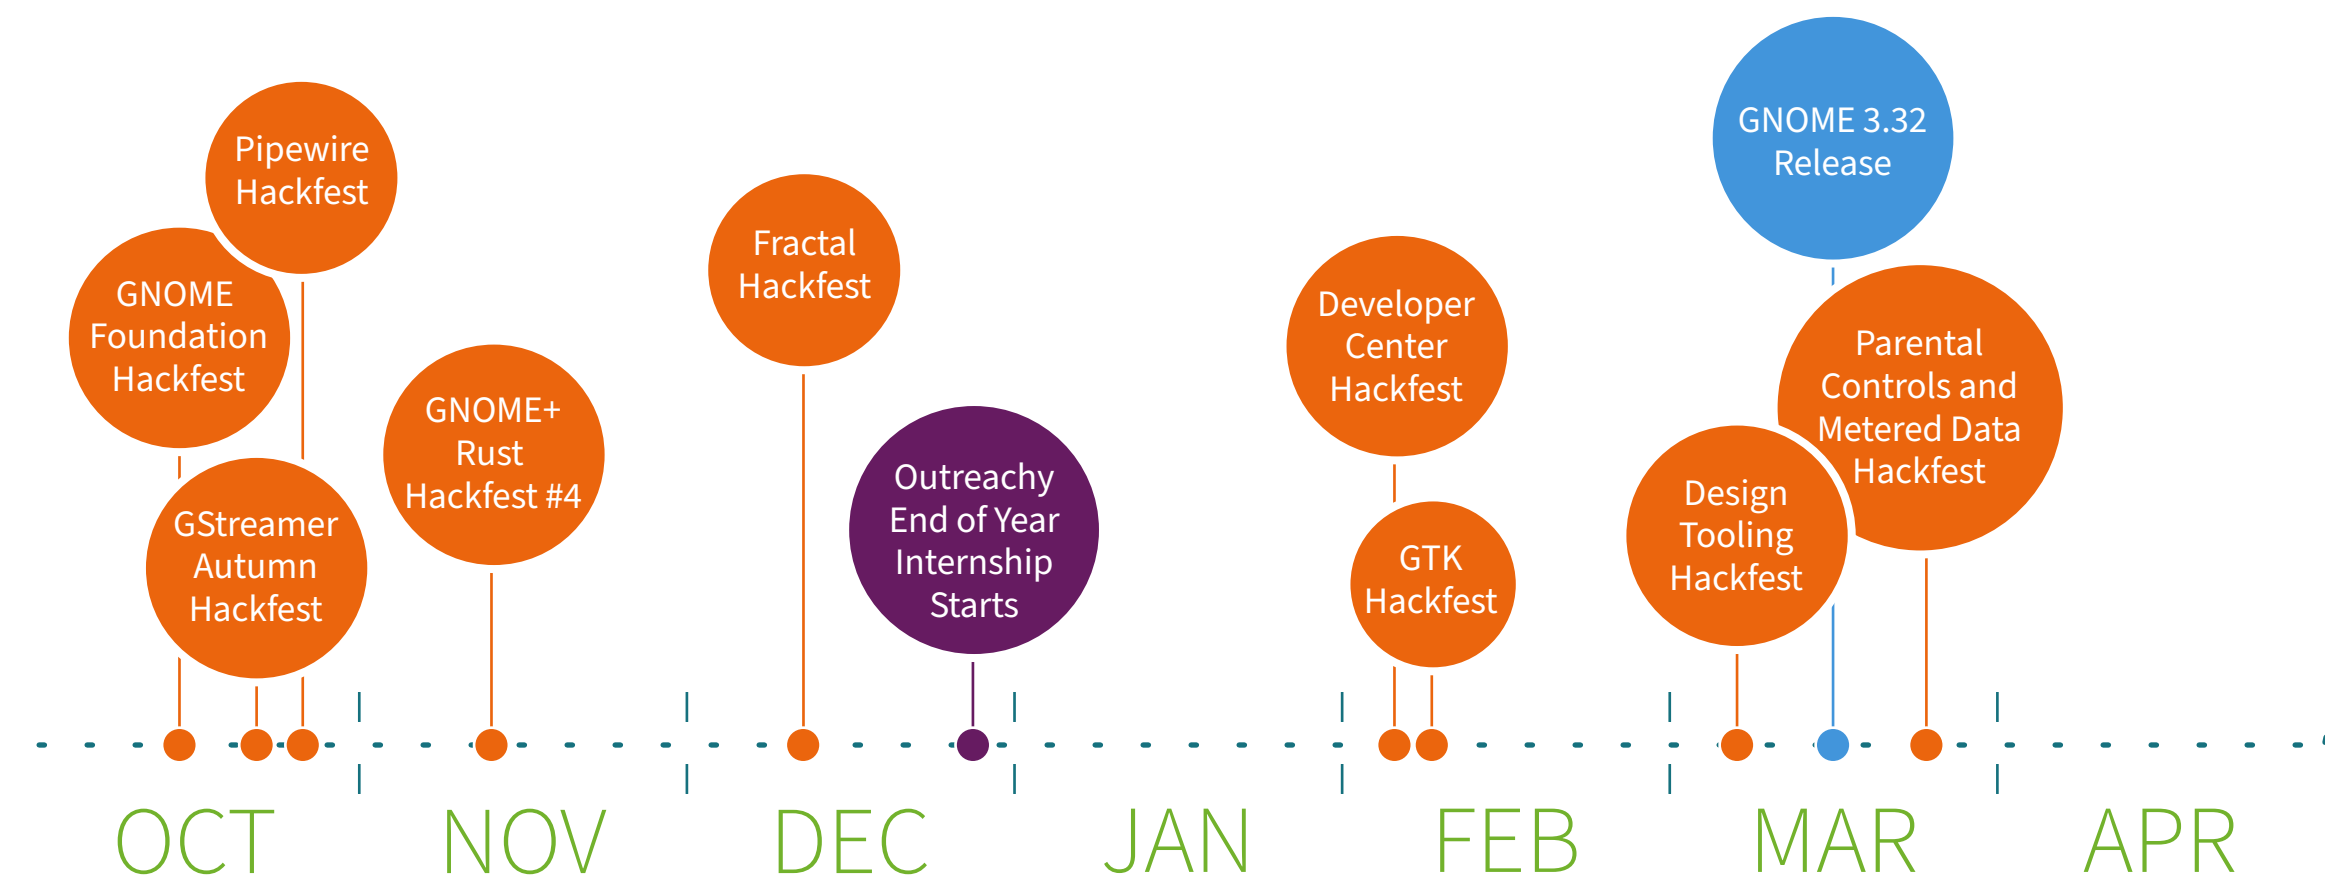 Pipewire
Hackfest
GNOME
Foundation
Hackfest
GStreamer
Autumn
Hackfest
GNOME+
Rust
Hackfest #4
Fractal
Hackfest
Outreachy
End of Year
Internship
Starts
Developer
Center
Hackfest
GTK
Hackfest
GNOME 3.32
Release
Parental
Controls and
Metered Data
Hackfest
Design
Tooling
Hackfest
OCT
NOV
DEC
JAN
FEB
MAR
APR